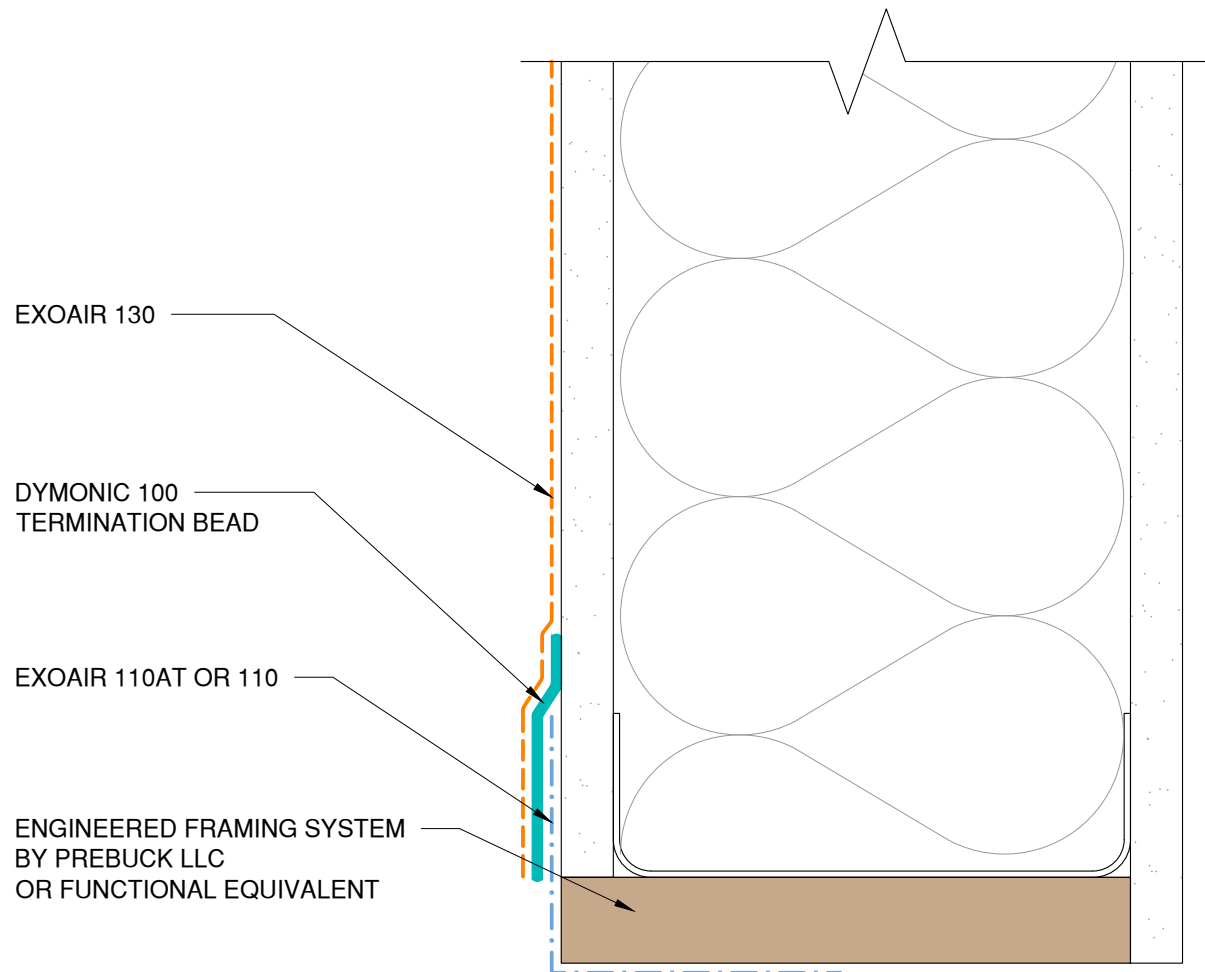 EXOAIR 130
DYMONIC 100
TERMINATION BEAD
EXOAIR 110AT OR 110
ENGINEERED FRAMING SYSTEM
BY PREBUCK LLC
OR FUNCTIONAL EQUIVALENT